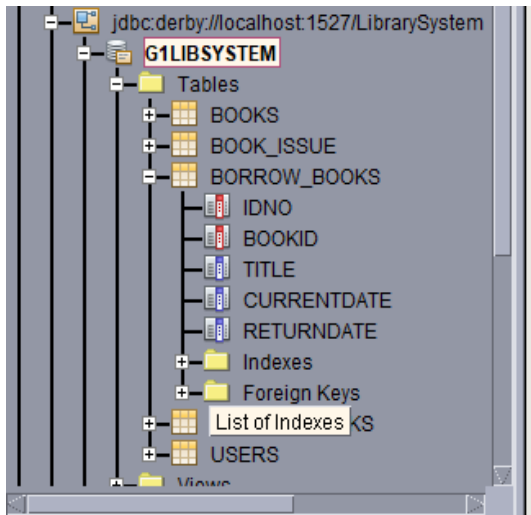 jdbc:derby://localhost:1527/LibrarySystem
G1LIBSYSTEM
Tables
BOOKS
BOOK_ISSUE
BORROW_BOOKS
IDNO
BOOKID
TITLE
CURRENTDATE
RETURNDATE
Indexes
Foreign Keys
List of Indexes KS
USERS
Views